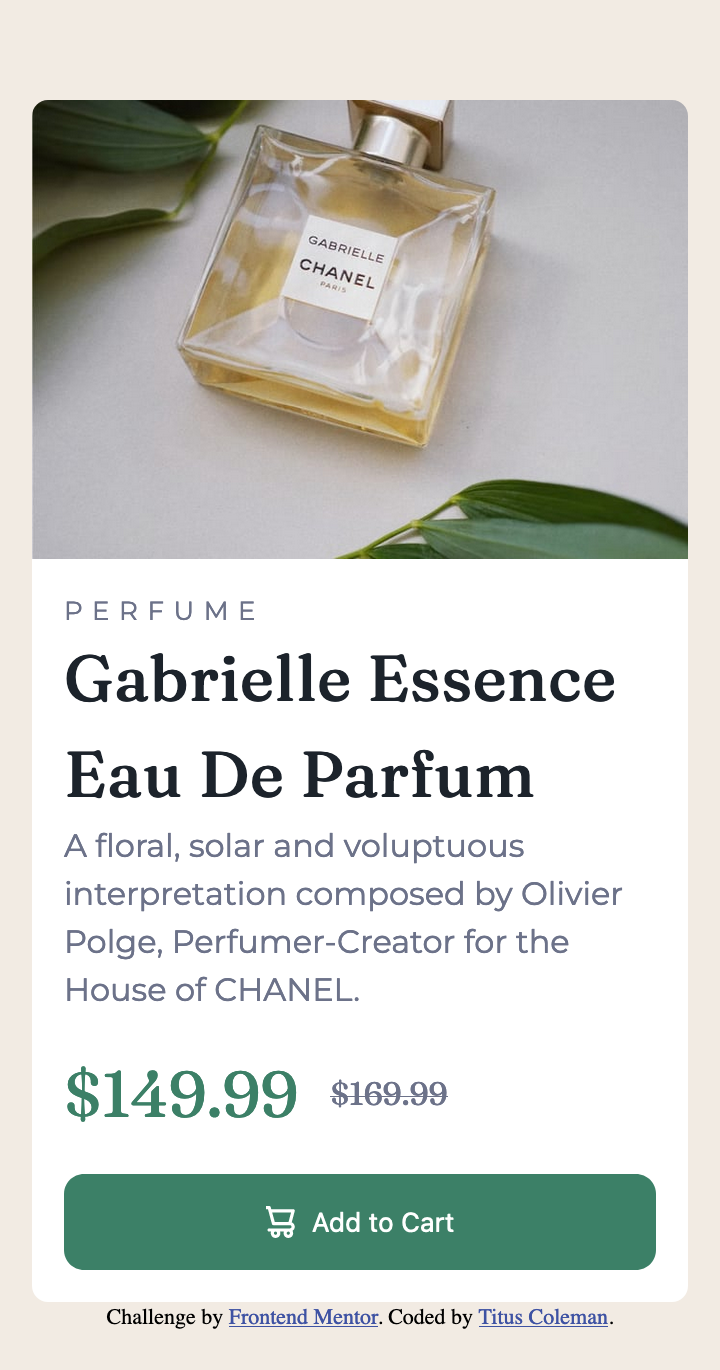 GABRIELLE
CHANEL
PARIS
PERFUME
Gabrielle Essence
Eau De Parfum
A floral, solar and voluptuous
interpretation composed by Olivier
Polge, Perfumer-Creator for the
House of CHANEL.
$149.99 $169.99
Add to Cart
Challenge by Frontend Mentor. Coded by Titus Coleman.